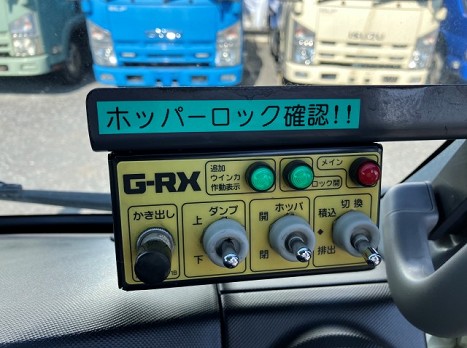 ISUZU
ホッパーロック確認!!
G-RX
追加
ウインカ
作動表示
メイン
ロック開
かき出し
上 ダンプ
下
開 ホッパ
閉
積込 切換
排出